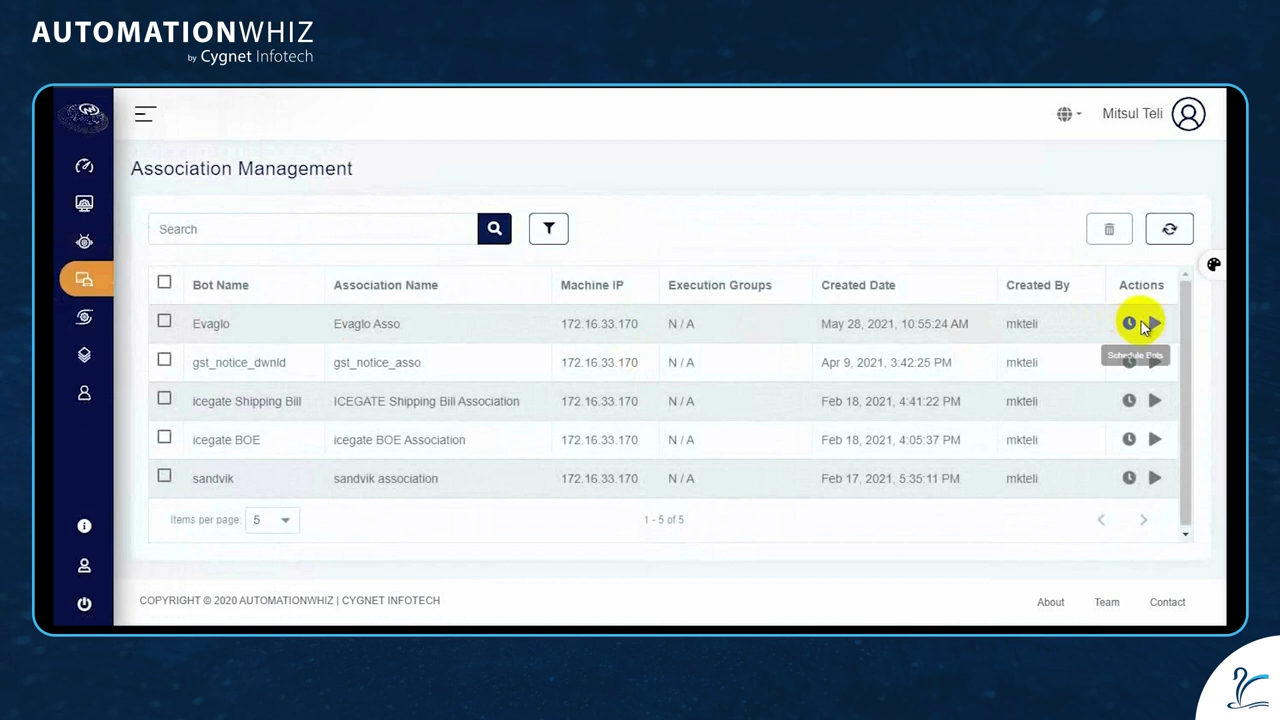 AUTOMATIONWHIZ
by Cygnet Infotech
Mitsul Teli
Association Management
Search
Bot Name Association Name Machine IP Execution Groups Created Date Created By Actions
Evaglo Evaglo Asso 172.16.33.170 N / A May 28, 2021, 10:55:24 AM mkteli
Schedule Bots
gst_notice_dwnld gst_notice_asso 172.16.33.170 N / A Apr 9, 2021, 3:42:25 PM mkteli
icegate Shipping Bill ICEGATE Shipping Bill Association 172.16.33.170 N / A Feb 18, 2021, 4:41:22 PM mkteli
icegate BOE icegate BOE Association 172.16.33.170 N / A Feb 18, 2021, 4:05:37 PM mkteli
sandvik sandvik association 172.16.33.170 N / A Feb 17, 2021, 5:35:11 PM mkteli
Items per page: 5 1 - 5 of 5
COPYRIGHT © 2020 AUTOMATIONWHIZ | CYGNET INFOTECH About Team Contact